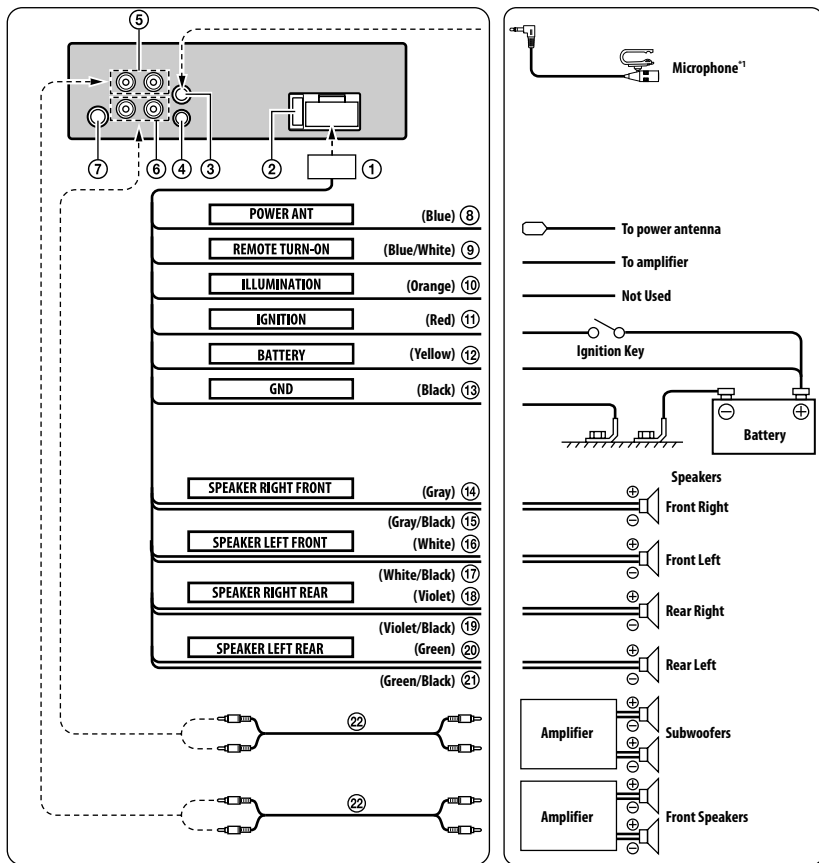 ⑤
Microphone*1
⑦ ⑥ ④ ③ ② ①
POWER ANT (Blue) ⑧ To power antenna
REMOTE TURN-ON (Blue/White) ⑨ To amplifier
ILLUMINATION (Orange) ⑩ Not Used
IGNITION (Red) ⑪ Ignition Key
BATTERY (Yellow) ⑫
GND (Black) ⑬
⊖ ⊕
Battery
Speakers
SPEAKER RIGHT FRONT (Gray) ⑭ ⊕ Front Right
(Gray/Black) ⑮ ⊖
SPEAKER LEFT FRONT (White) ⑯ ⊕ Front Left
(White/Black) ⑰ ⊖
SPEAKER RIGHT REAR (Violet) ⑱ ⊕ Rear Right
(Violet/Black) ⑲ ⊖
SPEAKER LEFT REAR (Green) ⑳ ⊕ Rear Left
(Green/Black) ㉑ ⊖
㉒ Amplifier ⊕ ⊖ ⊕ ⊖ Subwoofers
㉒ Amplifier ⊕ ⊖ ⊕ ⊖ Front Speakers